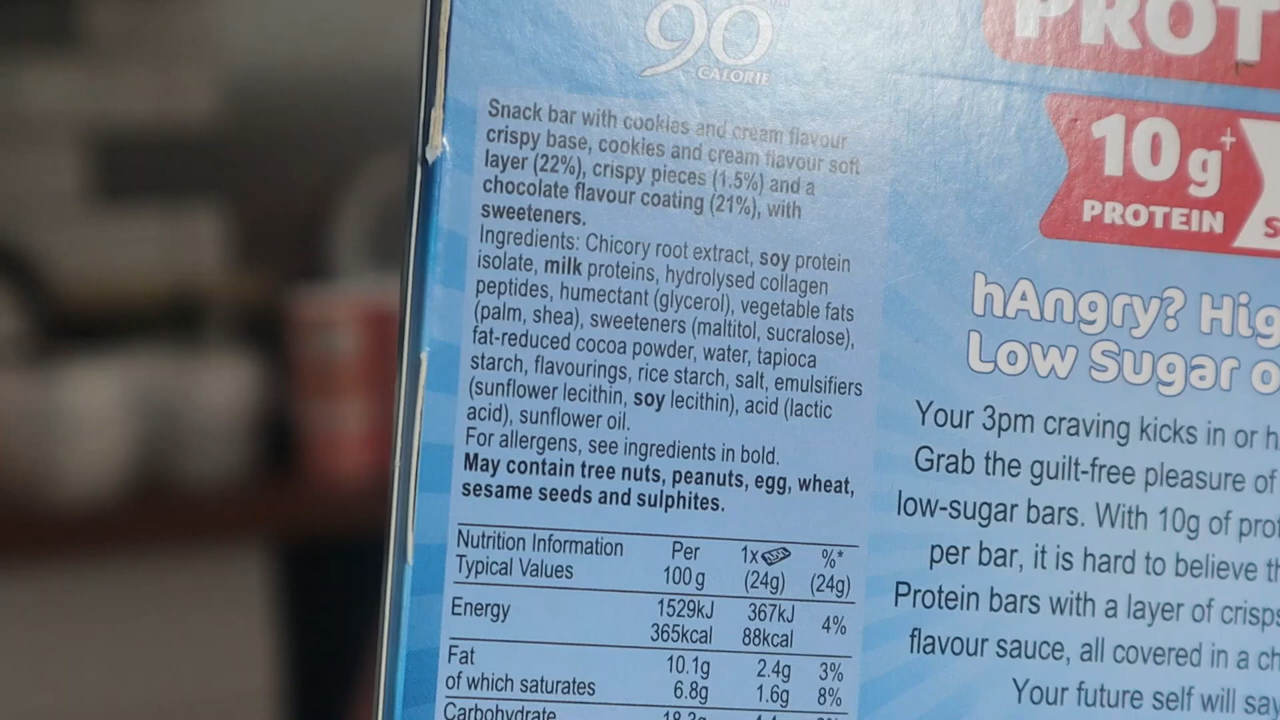 90
CALORIE
Snack bar with cookies and cream flavour
crispy base, cookies and cream flavour soft
layer (22%), crispy pieces (1.5%) and a
chocolate flavour coating (21%), with
sweeteners.
Ingredients: Chicory root extract, soy protein
isolate, milk proteins, hydrolysed collagen
peptides, humectant (glycerol), vegetable fats
(palm, shea), sweeteners (maltitol, sucralose),
fat-reduced cocoa powder, water, tapioca
starch, flavourings, rice starch, salt, emulsifiers
(sunflower lecithin, soy lecithin), acid (lactic
acid), sunflower oil.
For allergens, see ingredients in bold.
May contain tree nuts, peanuts, egg, wheat,
sesame seeds and sulphites.
Nutrition Information Per 1x %*
Typical Values 100g (24g) (24g)
Energy 1529kJ 367kJ 4%
365kcal 88kcal
Fat 10.1g 2.4g 3%
of which saturates 6.8g 1.6g 8%
Carbohydrate
PROT
10g+
PROTEIN
hAngry? Hig
Low Sugar o
Your 3pm craving kicks in or h
Grab the guilt-free pleasure of
low-sugar bars. With 10g of pro
per bar, it is hard to believe th
Protein bars with a layer of crisps
flavour sauce, all covered in a ch
Your future self will say